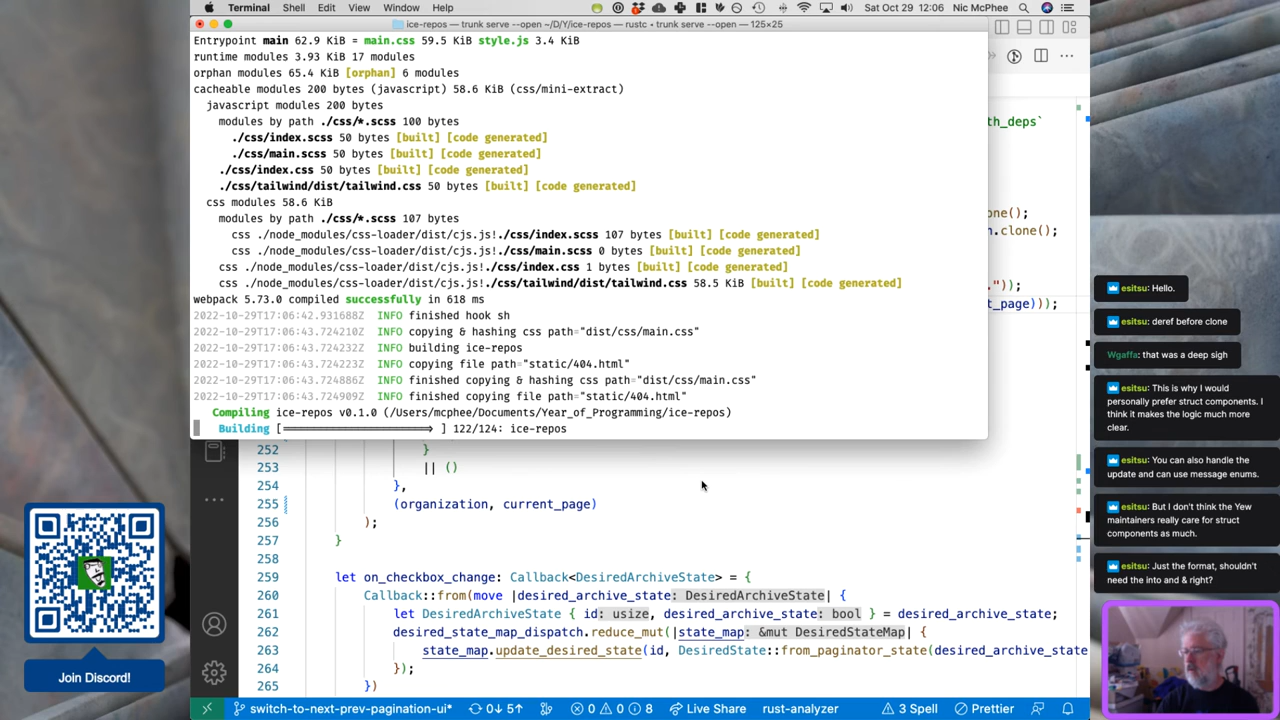 Terminal Shell Edit View Window Help
Sat Oct 29 12:06 Nic McPhee
ice-repos — trunk serve --open ~/D/Y/ice-repos — rustc ◂ trunk serve --open — 125×25
Entrypoint main 62.9 KiB = main.css 59.5 KiB style.js 3.4 KiB
runtime modules 3.93 KiB 17 modules
orphan modules 65.4 KiB [orphan] 6 modules
cacheable modules 200 bytes (javascript) 58.6 KiB (css/mini-extract)
javascript modules 200 bytes
modules by path ./css/*.scss 100 bytes
./css/index.scss 50 bytes [built] [code generated]
./css/main.scss 50 bytes [built] [code generated]
./css/index.css 50 bytes [built] [code generated]
./css/tailwind/dist/tailwind.css 50 bytes [built] [code generated]
css modules 58.6 KiB
modules by path ./css/*.scss 107 bytes
css ./node_modules/css-loader/dist/cjs.js!./css/index.scss 107 bytes [built] [code generated]
css ./node_modules/css-loader/dist/cjs.js!./css/main.scss 0 bytes [built] [code generated]
css ./node_modules/css-loader/dist/cjs.js!./css/index.css 1 bytes [built] [code generated]
css ./node_modules/css-loader/dist/cjs.js!./css/tailwind/dist/tailwind.css 58.5 KiB [built] [code generated]
webpack 5.73.0 compiled successfully in 618 ms
2022-10-29T17:06:42.931688Z INFO finished hook sh
2022-10-29T17:06:43.724210Z INFO copying & hashing css path="dist/css/main.css"
2022-10-29T17:06:43.724232Z INFO building ice-repos
2022-10-29T17:06:43.724223Z INFO copying file path="static/404.html"
2022-10-29T17:06:43.724886Z INFO finished copying & hashing css path="dist/css/main.css"
2022-10-29T17:06:43.724909Z INFO finished copying file path="static/404.html"
Compiling ice-repos v0.1.0 (/Users/mcphee/Documents/Year_of_Programming/ice-repos)
Building [=======================> ] 122/124: ice-repos
th_deps`
one();
n.clone();
."));
t_page)));
252 }
253 || ()
254 },
255 (organization, current_page)
256 );
257 }
258
259 let on_checkbox_change: Callback<DesiredArchiveState> = {
260 Callback::from(move |desired_archive_state: DesiredArchiveState| {
261 let DesiredArchiveState { id: usize, desired_archive_state: bool } = desired_archive_state;
262 desired_state_map_dispatch.reduce_mut(|state_map: &mut DesiredStateMap| {
263 state_map.update_desired_state(id, DesiredState::from_paginator_state(desired_archive_state
264 });
265 })
switch-to-next-prev-pagination-ui* 0↓ 5↑ 0 0 8 Live Share rust-analyzer 3 Spell Prettier
Join Discord!
esitsu: Hello.
esitsu: deref before clone
Wgaffa: that was a deep sigh
esitsu: This is why I would
personally prefer struct components. I
think it makes the logic much more
clear.
esitsu: You can also handle the
update and can use message enums.
esitsu: But I don't think the Yew
maintainers really care for struct
components as much.
esitsu: Just the format, shouldn't
need the into and & right?